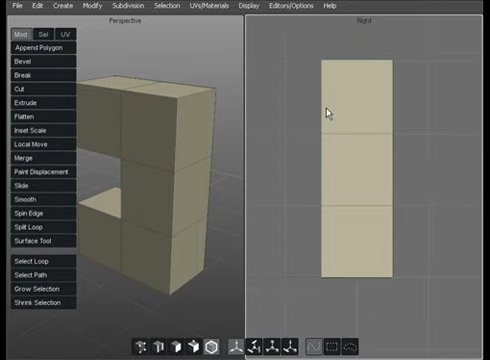 File Edit Create Modify Subdivision Selection UVs/Materials Display Editors/Options Help
Perspective
Right
Mod Sel UV
Append Polygon
Bevel
Break
Cut
Extrude
Flatten
Inset Scale
Local Move
Merge
Paint Displacement
Slide
Smooth
Spin Edge
Split Loop
Surface Tool
Select Loop
Select Path
Grow Selection
Shrink Selection